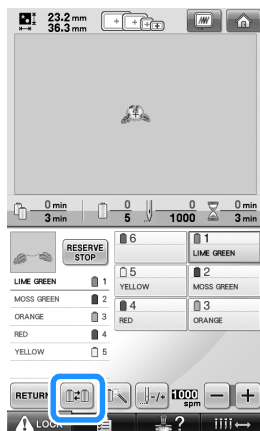 23.2 mm
36.3 mm
0 min
3 min
0
5
0
1000
0 min
3 min
RESERVE
STOP
LIME GREEN 1
MOSS GREEN 2
ORANGE 3
RED 4
YELLOW 5
6
1
LIME GREEN
5
YELLOW
2
MOSS GREEN
4
RED
3
ORANGE
RETURN
-/+
1000
spm
− +
LOCK
?